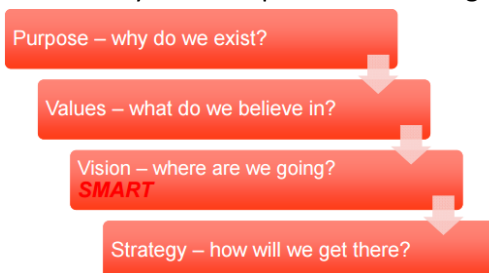 Purpose – why do we exist?
Values – what do we believe in?
Vision – where are we going?
SMART
Strategy – how will we get there?